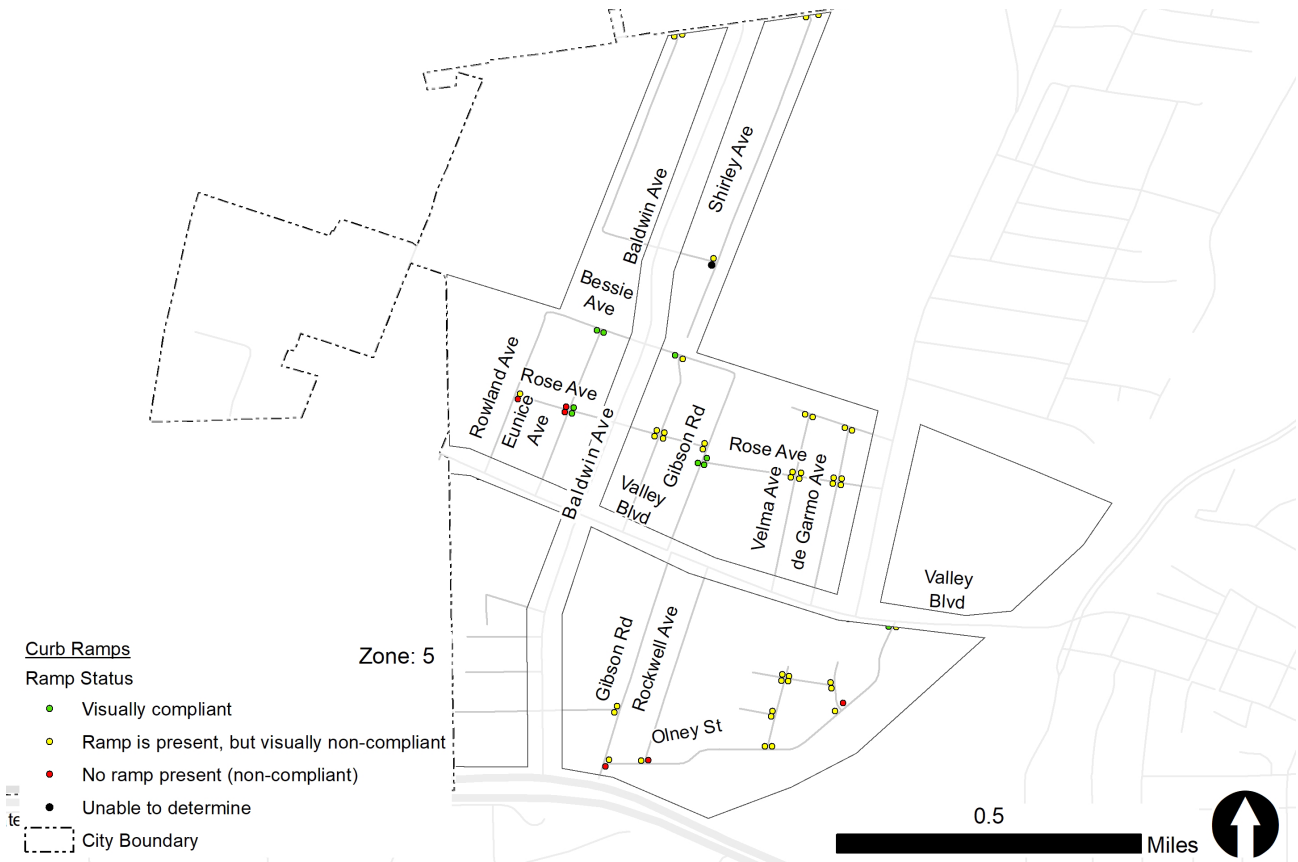 Shirley Ave
Baldwin Ave
Bessie
Ave
Rowland Ave
Rose Ave
Eunice
Ave
Baldwin Ave
Gibson Rd
Rose Ave
Valley
Blvd
Velma Ave
de Garmo Ave
Valley
Blvd
Gibson Rd
Rockwell Ave
Olney St
Zone: 5
Curb Ramps
Ramp Status
Visually compliant
Ramp is present, but visually non-compliant
No ramp present (non-compliant)
Unable to determine
City Boundary
0.5
Miles